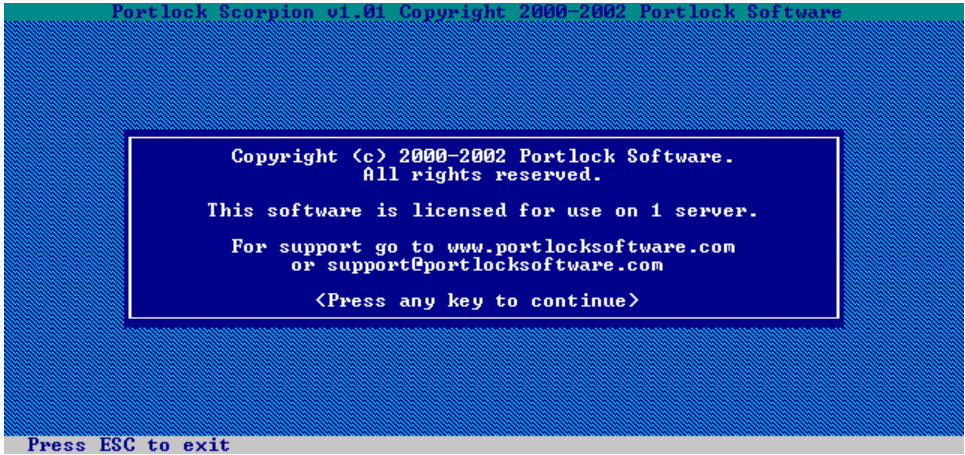 Portlock Scorpion v1.01 Copyright 2000-2002 Portlock Software
Copyright (c) 2000-2002 Portlock Software.
All rights reserved.
This software is licensed for use on 1 server.
For support go to www.portlocksoftware.com
or support@portlocksoftware.com
<Press any key to continue>
Press ESC to exit